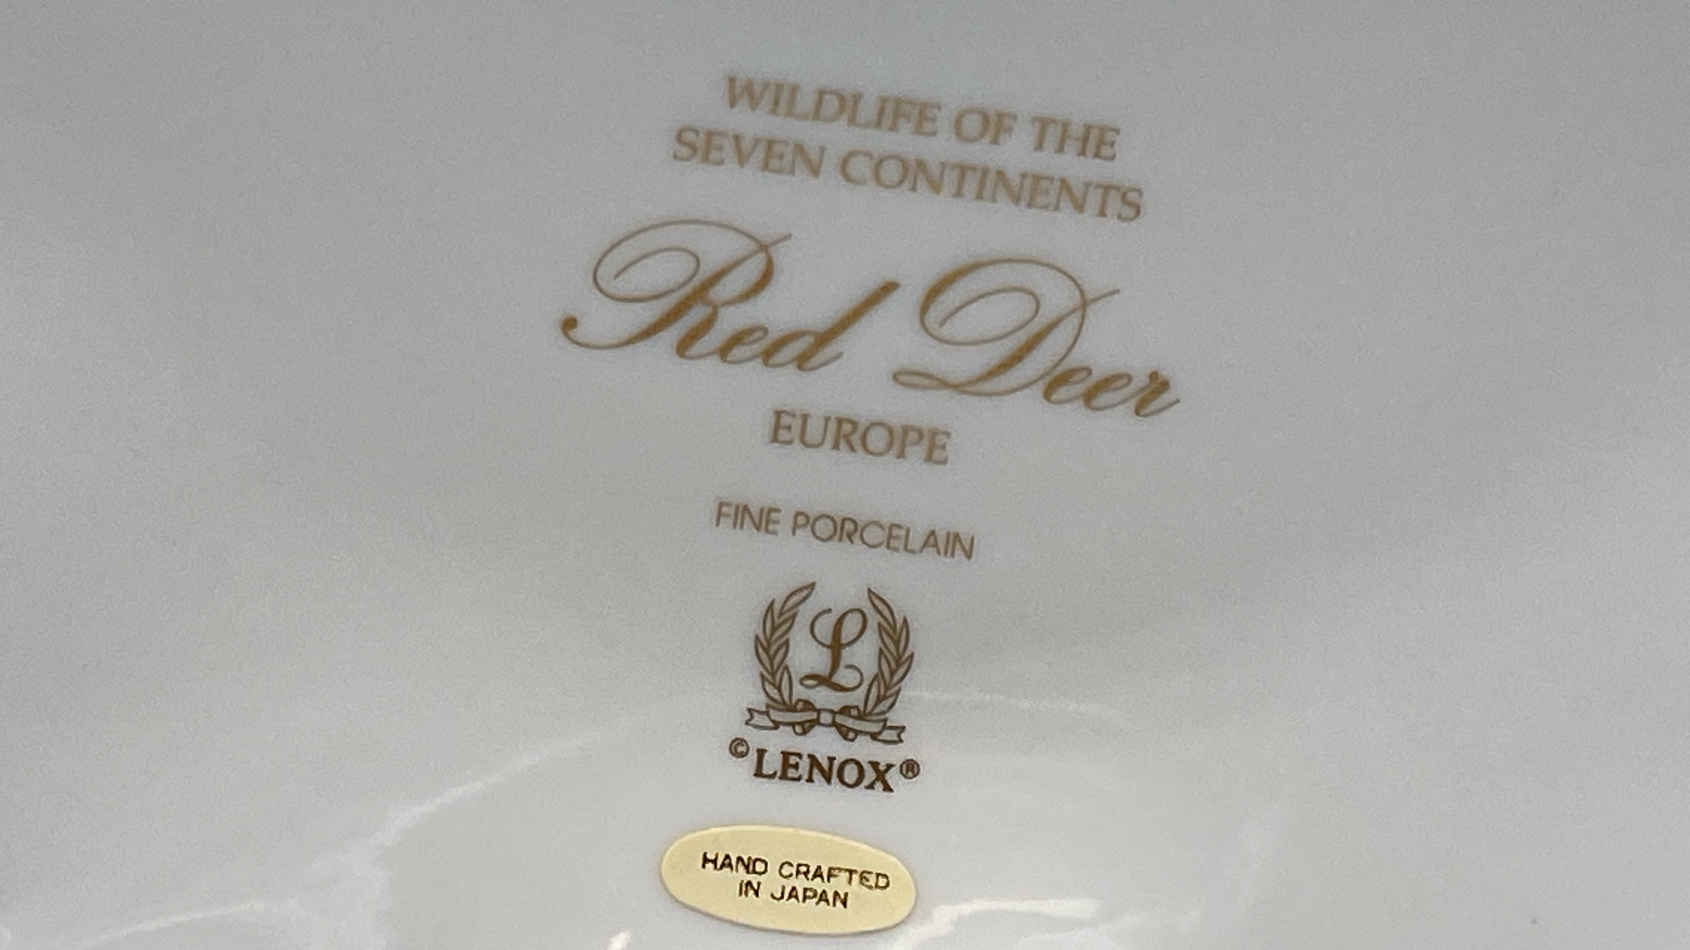 WILDLIFE OF THE
SEVEN CONTINENTS
Red Deer
EUROPE
FINE PORCELAIN
L
©LENOX®
HAND CRAFTED
IN JAPAN